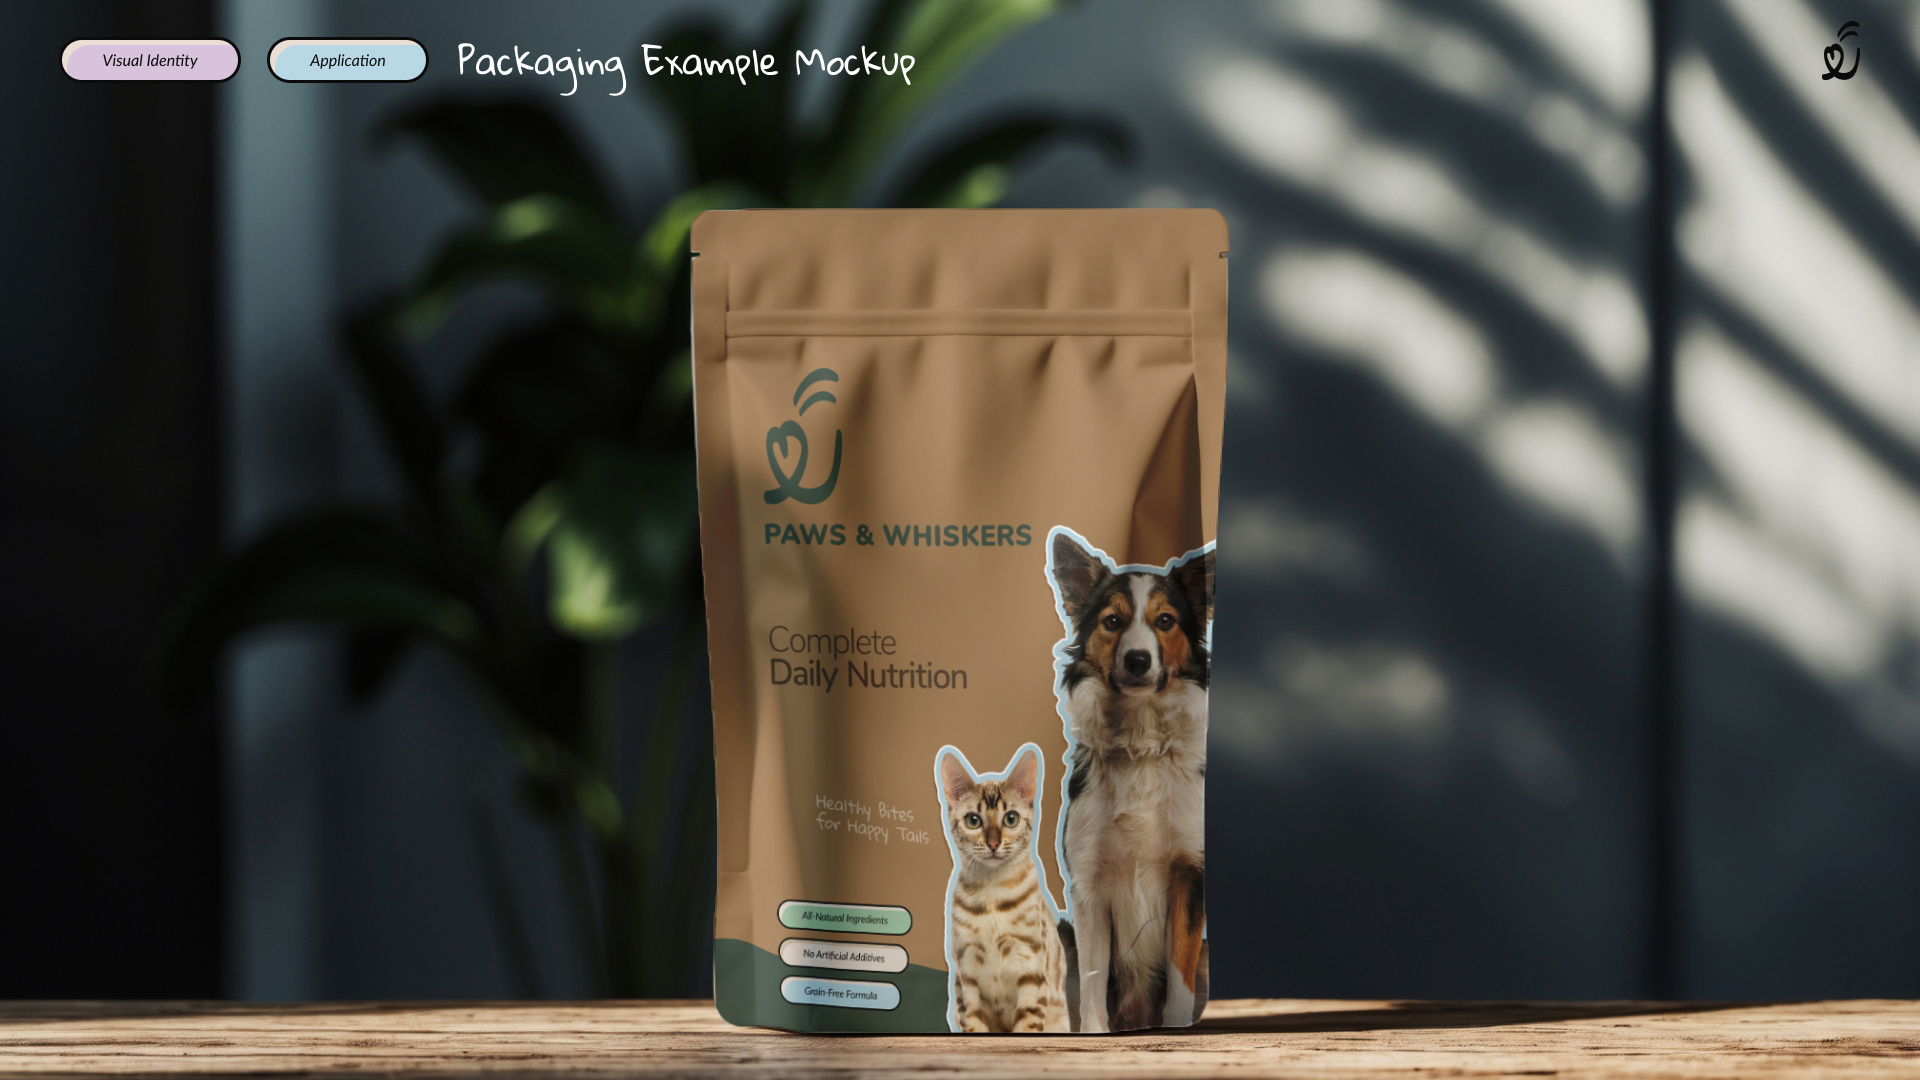 Visual Identity
Application
Packaging Example Mockup
PAWS & WHISKERS
Complete
Daily Nutrition
Healthy Bites
for Happy Tails
All-Natural Ingredients
No Artificial Additives
Grain-Free Formula